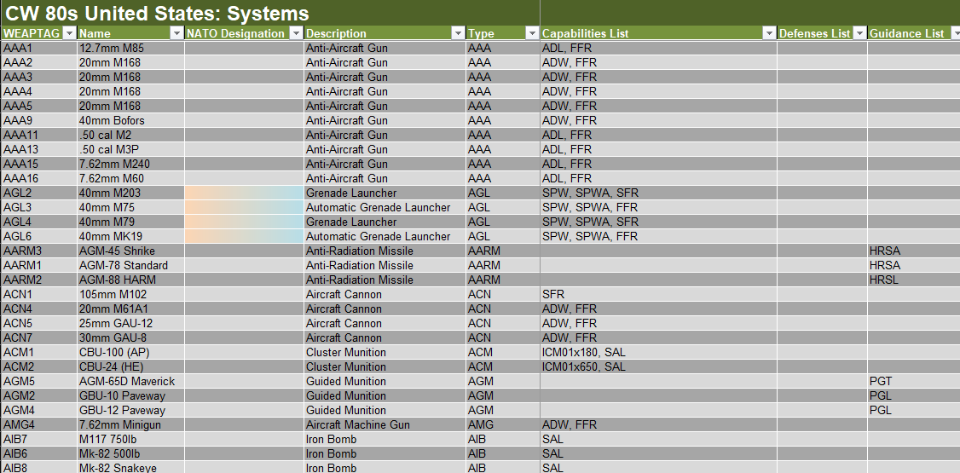 CW 80s United States: Systems
WEAPTAG Name NATO Designation Description Type Capabilities List Defenses List Guidance List
AAA1 12.7mm M85 Anti-Aircraft Gun AAA ADL, FFR
AAA2 20mm M168 Anti-Aircraft Gun AAA ADW, FFR
AAA3 20mm M168 Anti-Aircraft Gun AAA ADW, FFR
AAA4 20mm M168 Anti-Aircraft Gun AAA ADW, FFR
AAA5 20mm M168 Anti-Aircraft Gun AAA ADW, FFR
AAA9 40mm Bofors Anti-Aircraft Gun AAA ADW, FFR
AAA11 .50 cal M2 Anti-Aircraft Gun AAA ADL, FFR
AAA13 .50 cal M3P Anti-Aircraft Gun AAA ADL, FFR
AAA15 7.62mm M240 Anti-Aircraft Gun AAA ADL, FFR
AAA16 7.62mm M60 Anti-Aircraft Gun AAA ADL, FFR
AGL2 40mm M203 Grenade Launcher AGL SPW, SPWA, SFR
AGL3 40mm M75 Automatic Grenade Launcher AGL SPW, SPWA, FFR
AGL4 40mm M79 Grenade Launcher AGL SPW, SPWA, SFR
AGL6 40mm MK19 Automatic Grenade Launcher AGL SPW, SPWA, FFR
AARM3 AGM-45 Shrike Anti-Radiation Missile AARM HRSA
AARM1 AGM-78 Standard Anti-Radiation Missile AARM HRSA
AARM2 AGM-88 HARM Anti-Radiation Missile AARM HRSL
ACN1 105mm M102 Aircraft Cannon ACN SFR
ACN4 20mm M61A1 Aircraft Cannon ACN ADW, FFR
ACN5 25mm GAU-12 Aircraft Cannon ACN ADW, FFR
ACN7 30mm GAU-8 Aircraft Cannon ACN ADW, FFR
ACM1 CBU-100 (AP) Cluster Munition ACM ICM01x180, SAL
ACM2 CBU-24 (HE) Cluster Munition ACM ICM01x650, SAL
AGM5 AGM-65D Maverick Guided Munition AGM PGT
AGM2 GBU-10 Paveway Guided Munition AGM PGL
AGM4 GBU-12 Paveway Guided Munition AGM PGL
AMG4 7.62mm Minigun Aircraft Machine Gun AMG ADW, FFR
AIB7 M117 750lb Iron Bomb AIB SAL
AIB6 Mk-82 500lb Iron Bomb AIB SAL
AIB8 Mk-82 Snakeye Iron Bomb AIB SAL